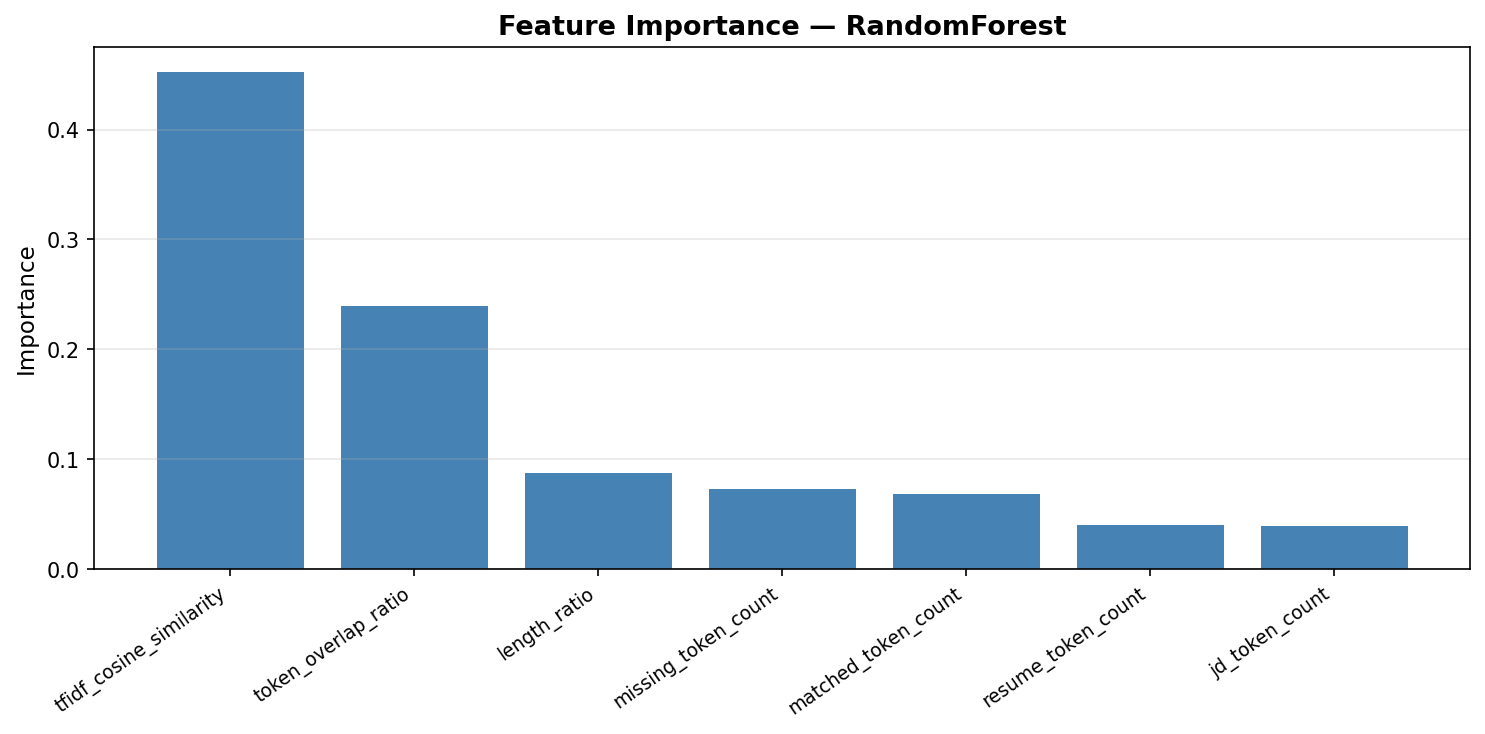 Feature Importance — RandomForest
Importance
0.4
0.3
0.2
0.1
0.0
tfidf_cosine_similarity
token_overlap_ratio
length_ratio
missing_token_count
matched_token_count
resume_token_count
jd_token_count